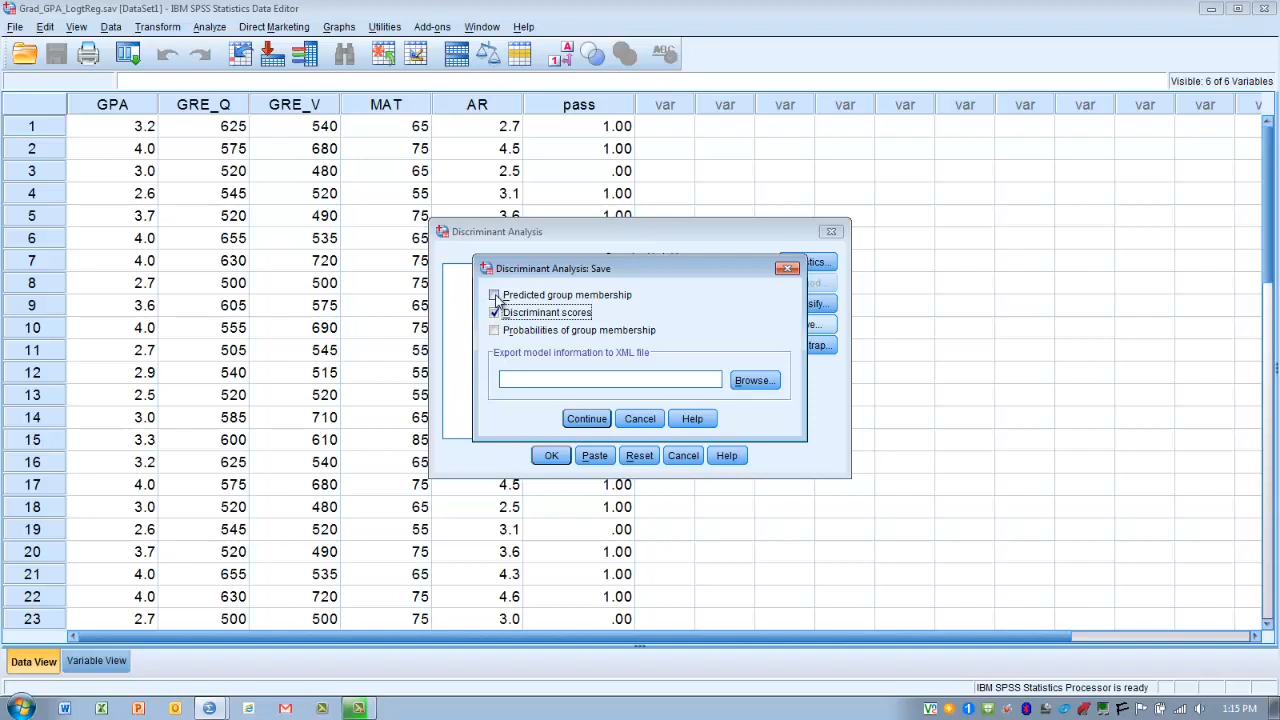 Grad_GPA_LogtReg.sav [DataSet1] - IBM SPSS Statistics Data Editor
File Edit View Data Transform Analyze Direct Marketing Graphs Utilities Add-ons Window Help
Visible: 6 of 6 Variables
GPA GRE_Q GRE_V MAT AR pass var var var var var var var var var var v
1 3.2 625 540 65 2.7 1.00
2 4.0 575 680 75 4.5 1.00
3 3.0 520 480 65 2.5 .00
4 2.6 545 520 55 3.1 1.00
5 3.7 520 490 75 3.6 1.00
6 4.0 655 535 65
7 4.0 630 720 75
8 2.7 500 500 75
9 3.6 605 575 65
10 4.0 555 690 75
11 2.7 505 545 55
12 2.9 540 515 55
13 2.5 520 520 55
14 3.0 585 710 65
15 3.3 600 610 85
16 3.2 625 540 65
17 4.0 575 680 75 4.5 1.00
18 3.0 520 480 65 2.5 1.00
19 2.6 545 520 55 3.1 .00
20 3.7 520 490 75 3.6 1.00
21 4.0 655 535 65 4.3 1.00
22 4.0 630 720 75 4.6 1.00
23 2.7 500 500 75 3.0 .00
Discriminant Analysis
tics...
sify...
ve...
trap...
Discriminant Analysis: Save
Predicted group membership
Discriminant scores
Probabilities of group membership
Export model information to XML file
Browse...
Continue Cancel Help
OK Paste Reset Cancel Help
Data View Variable View
IBM SPSS Statistics Processor is ready
1:15 PM